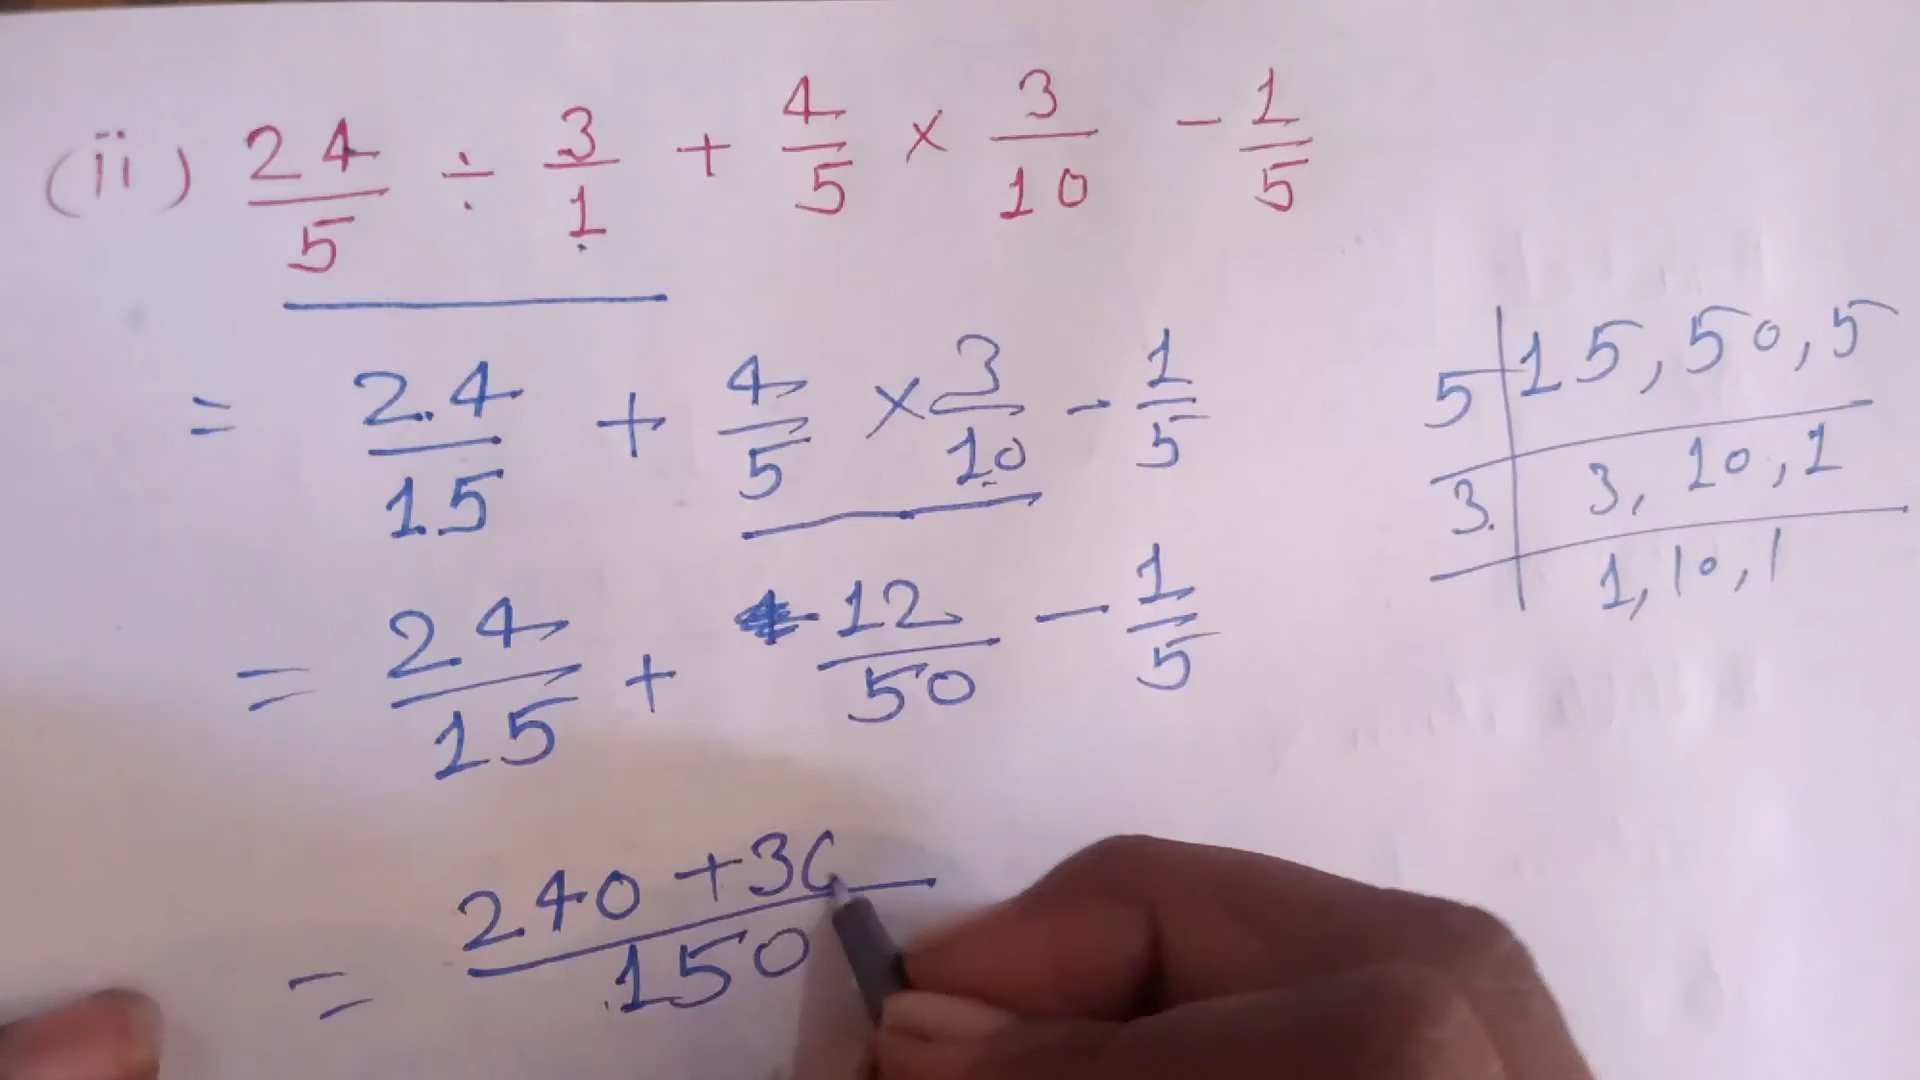 (ii) 24/5 ÷ 3/1 + 4/5 × 3/10 - 1/5
= 24/15 + 4/5 × 3/10 - 1/5
= 24/15 + 12/50 - 1/5
= 240 + 36/150
5 | 15, 50, 5
3 | 3, 10, 1
1, 10, 1